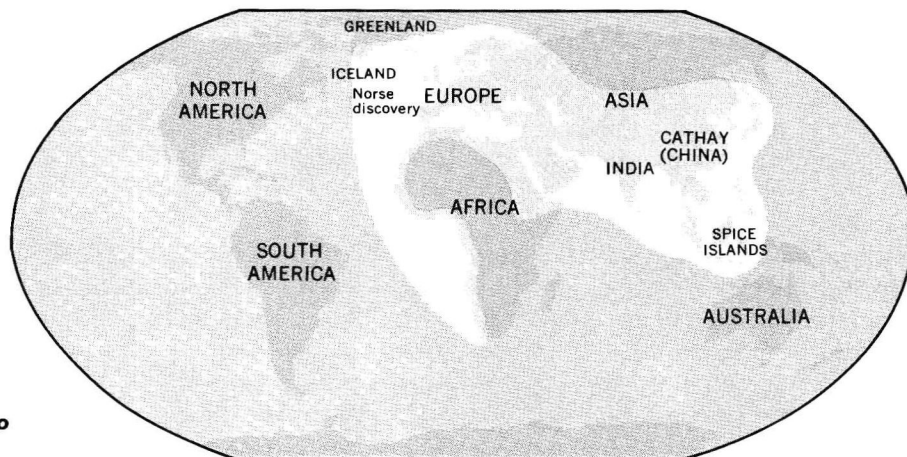 GREENLAND
ICELAND
Norse
discovery
NORTH
AMERICA
EUROPE
ASIA
CATHAY
(CHINA)
INDIA
AFRICA
SPICE
ISLANDS
SOUTH
AMERICA
AUSTRALIA